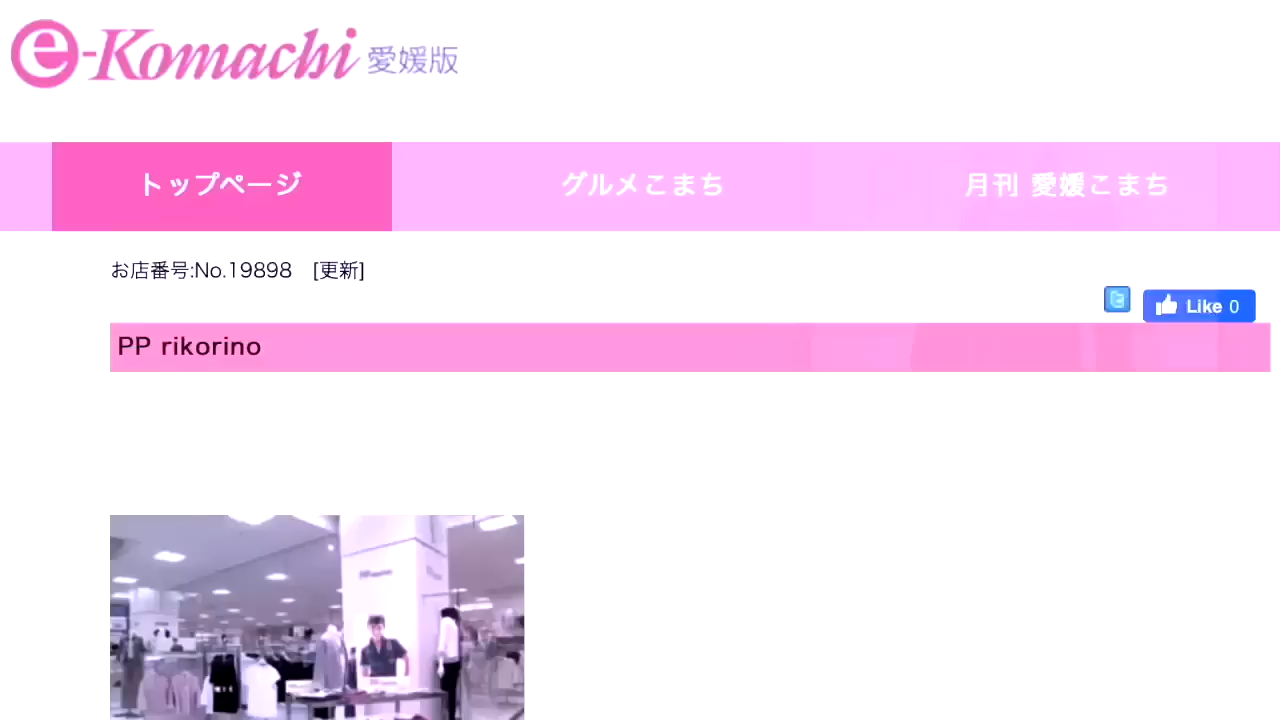 e-Komachi 愛媛版
トップページ
グルメこまち
月刊 愛媛こまち
お店番号:No.19898　[更新]
Like 0
PP rikorino